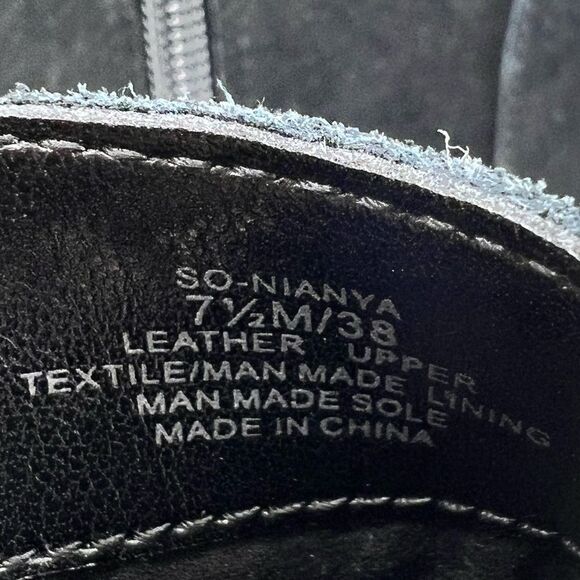 SO-NIANYA
7½M/38
LEATHER UPPER
TEXTILE/MAN MADE LINING
MAN MADE SOLE
MADE IN CHINA